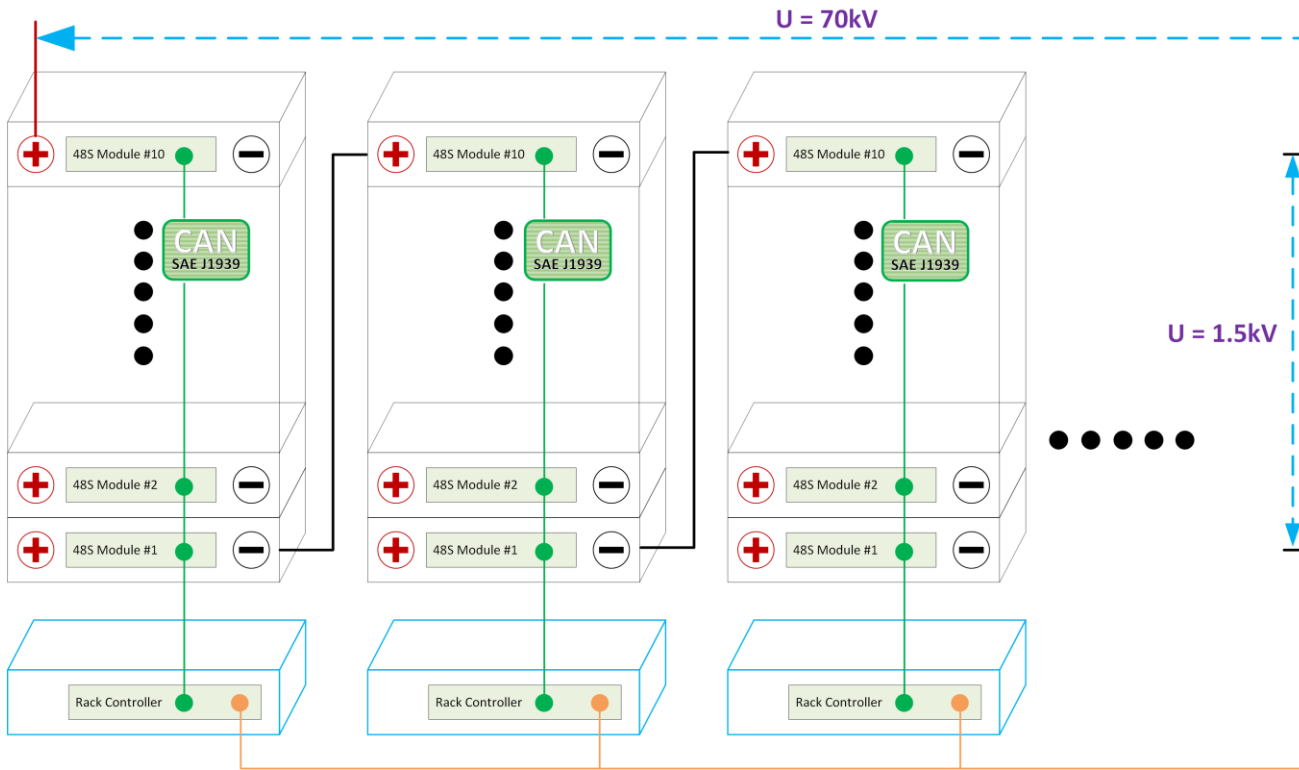 U = 70kV
48S Module #10
48S Module #10
48S Module #10
CAN
SAE J1939
CAN
SAE J1939
CAN
SAE J1939
U = 1.5kV
48S Module #2
48S Module #2
48S Module #2
48S Module #1
48S Module #1
48S Module #1
Rack Controller
Rack Controller
Rack Controller